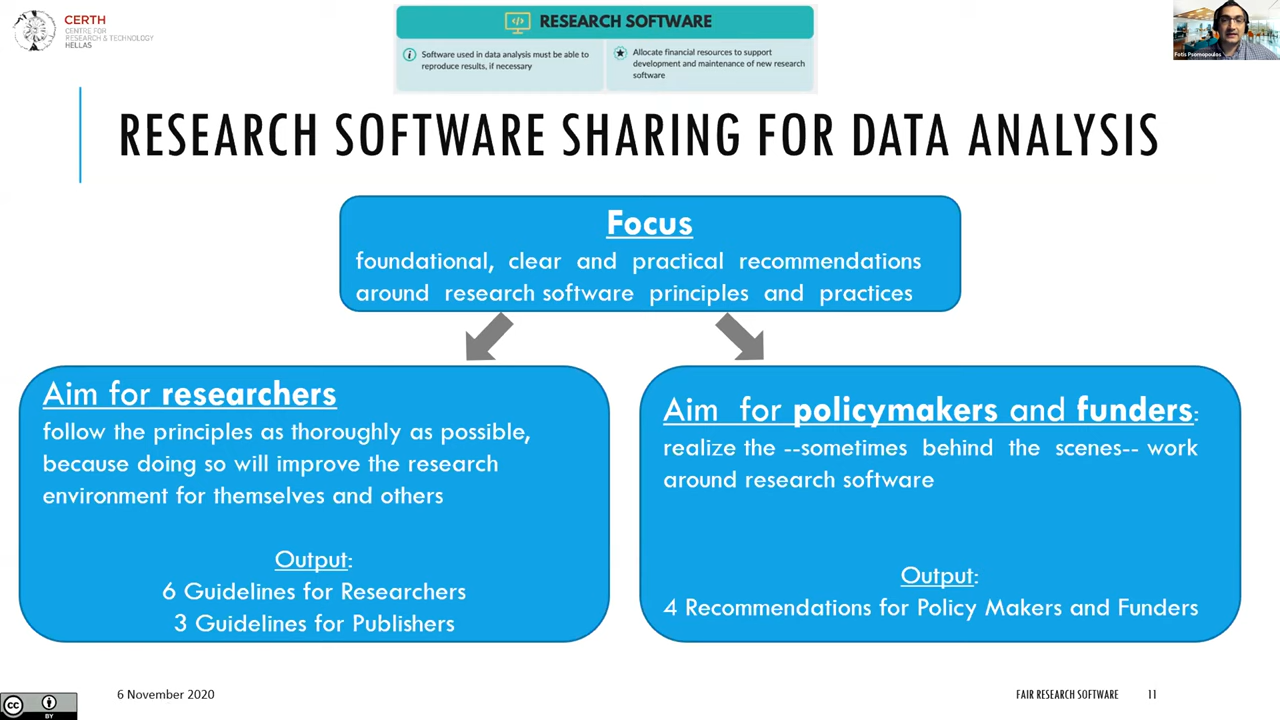 CERTH
CENTRE FOR
RESEARCH & TECHNOLOGY
HELLAS
RESEARCH SOFTWARE
Software used in data analysis must be able to
reproduce results, if necessary
Allocate financial resources to support
development and maintenance of new research
software
Fotis Psomopoulos
RESEARCH SOFTWARE SHARING FOR DATA ANALYSIS
Focus
foundational, clear and practical recommendations
around research software principles and practices
Aim for researchers
follow the principles as thoroughly as possible,
because doing so will improve the research
environment for themselves and others
Output:
6 Guidelines for Researchers
3 Guidelines for Publishers
Aim for policymakers and funders:
realize the --sometimes behind the scenes-- work
around research software
Output:
4 Recommendations for Policy Makers and Funders
cc
BY
6 November 2020
FAIR RESEARCH SOFTWARE
11